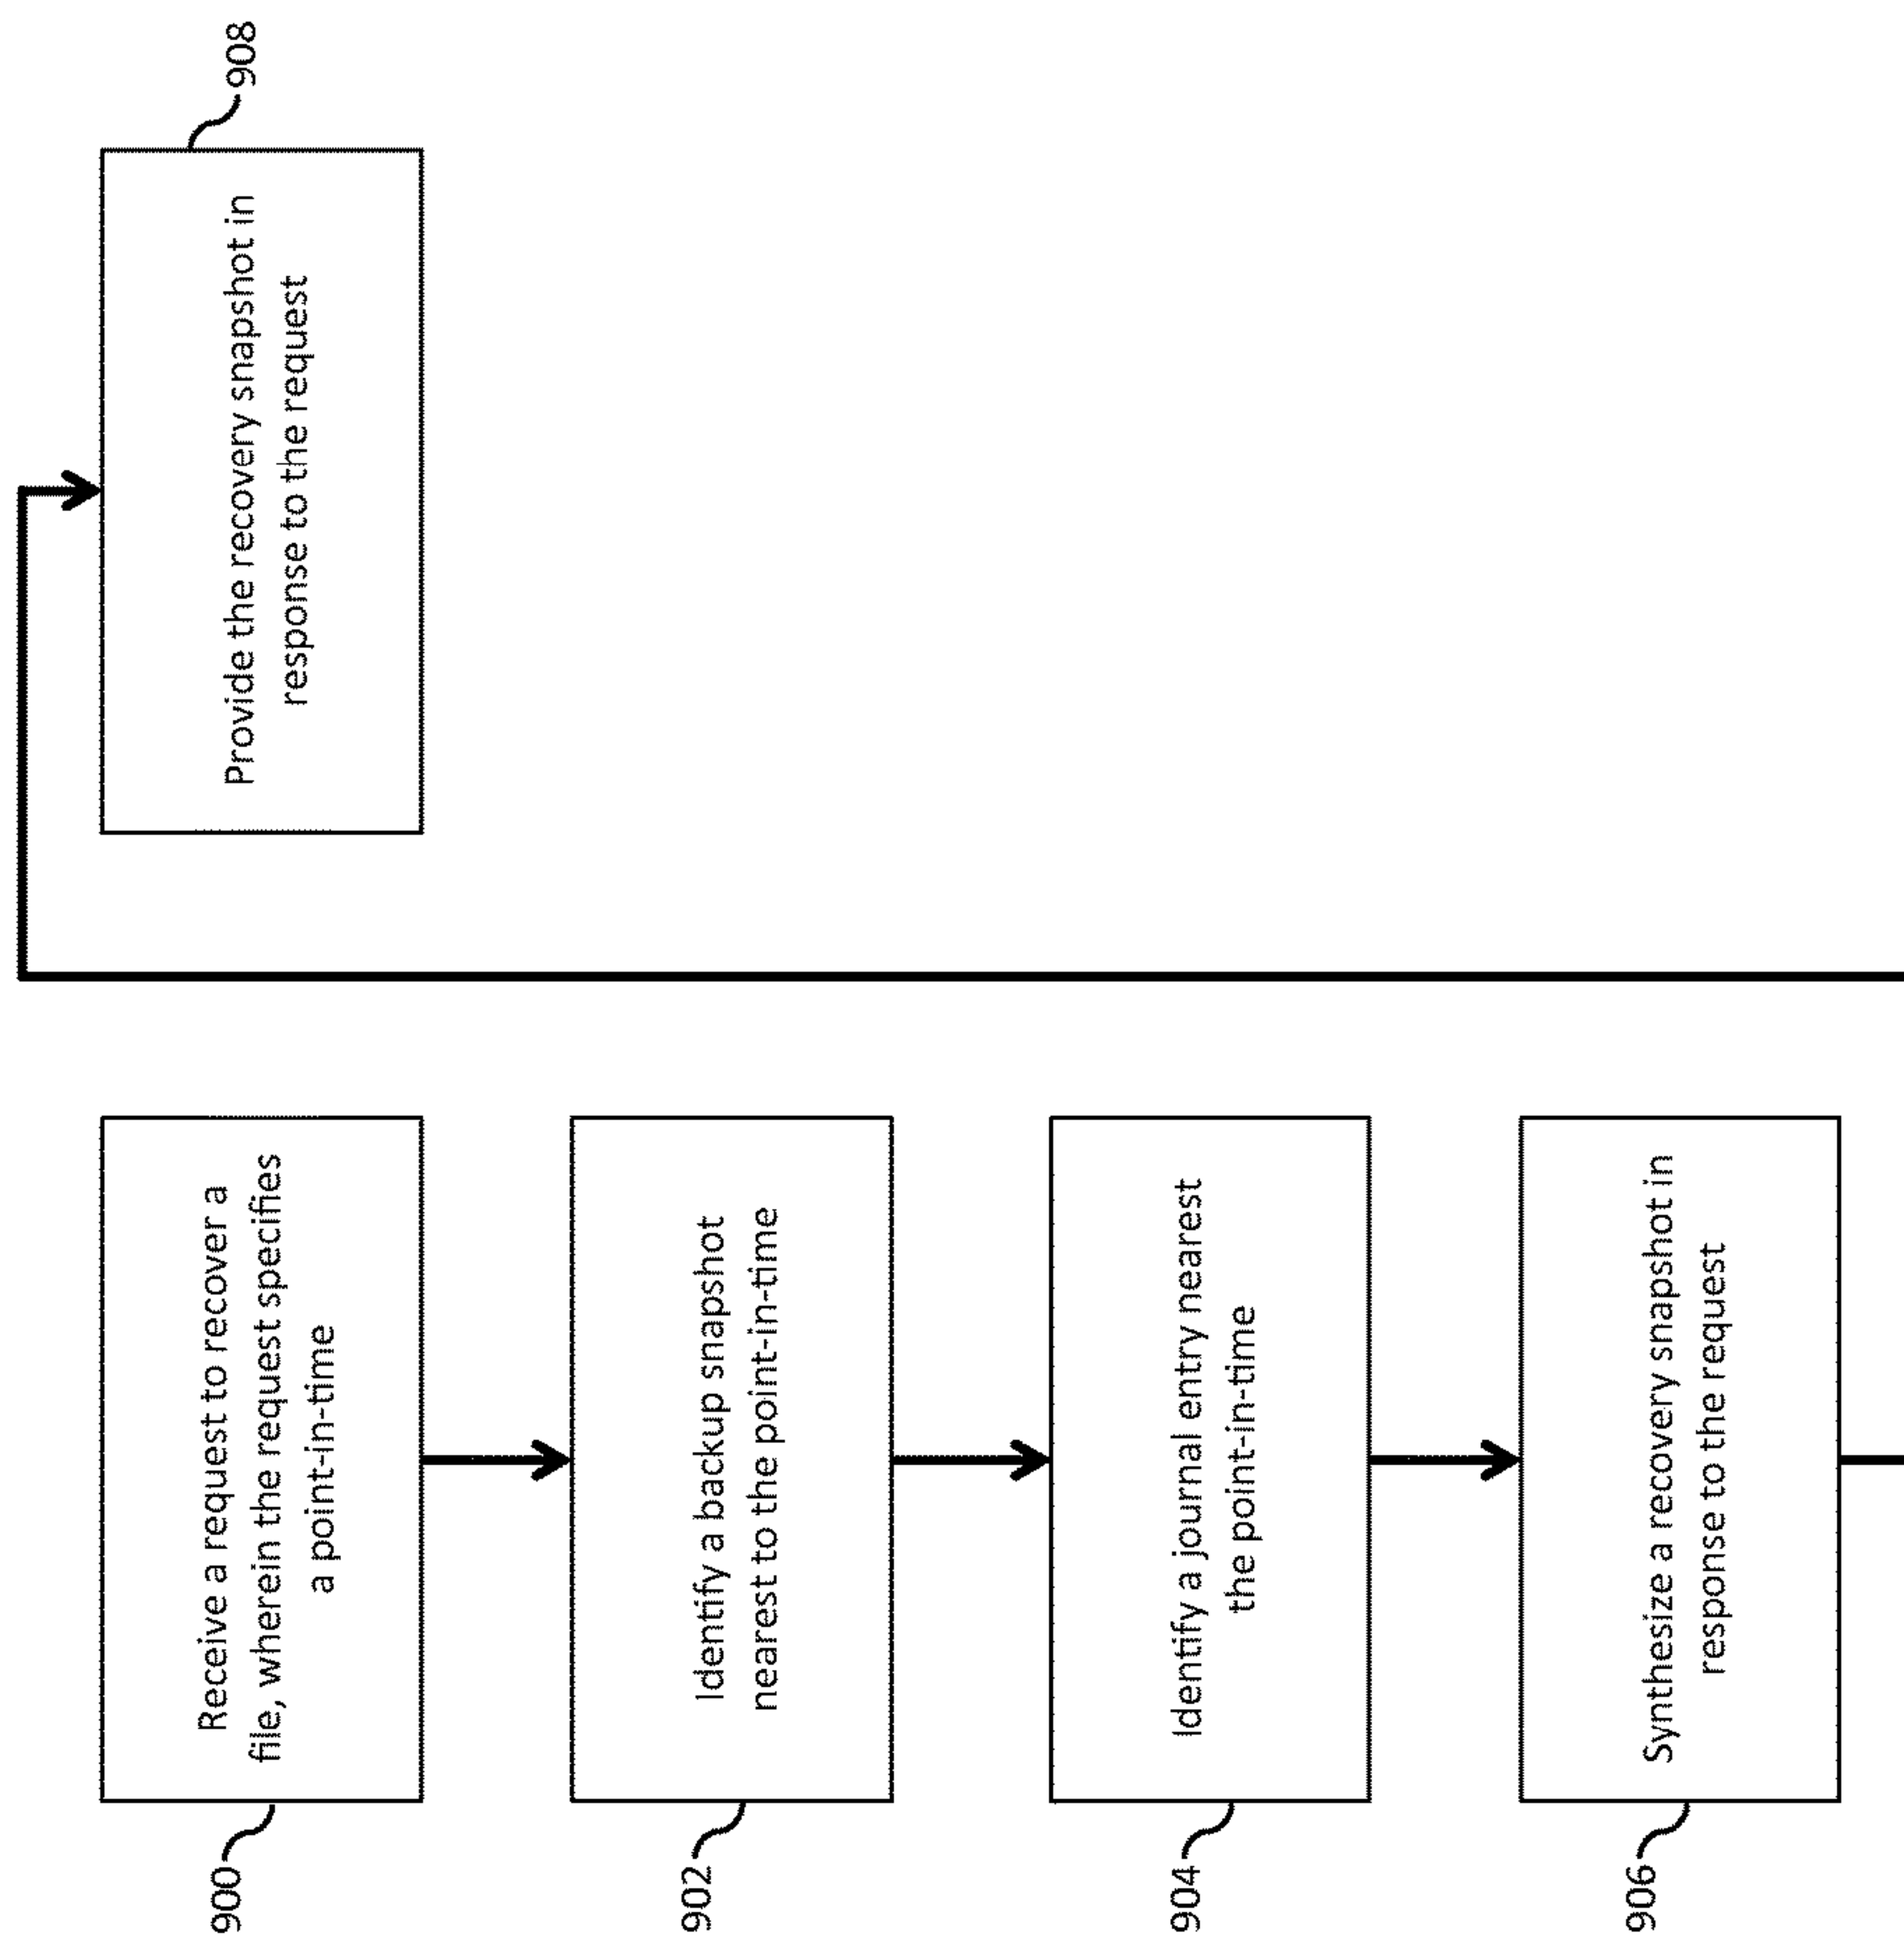 900
Receive a request to recover a
file, wherein the request specifies
a point-in-time
902
Identify a backup snapshot
nearest to the point-in-time
904
Identify a journal entry nearest
the point-in-time
906
Synthesize a recovery snapshot in
response to the request
Provide the recovery snapshot in
response to the request
908